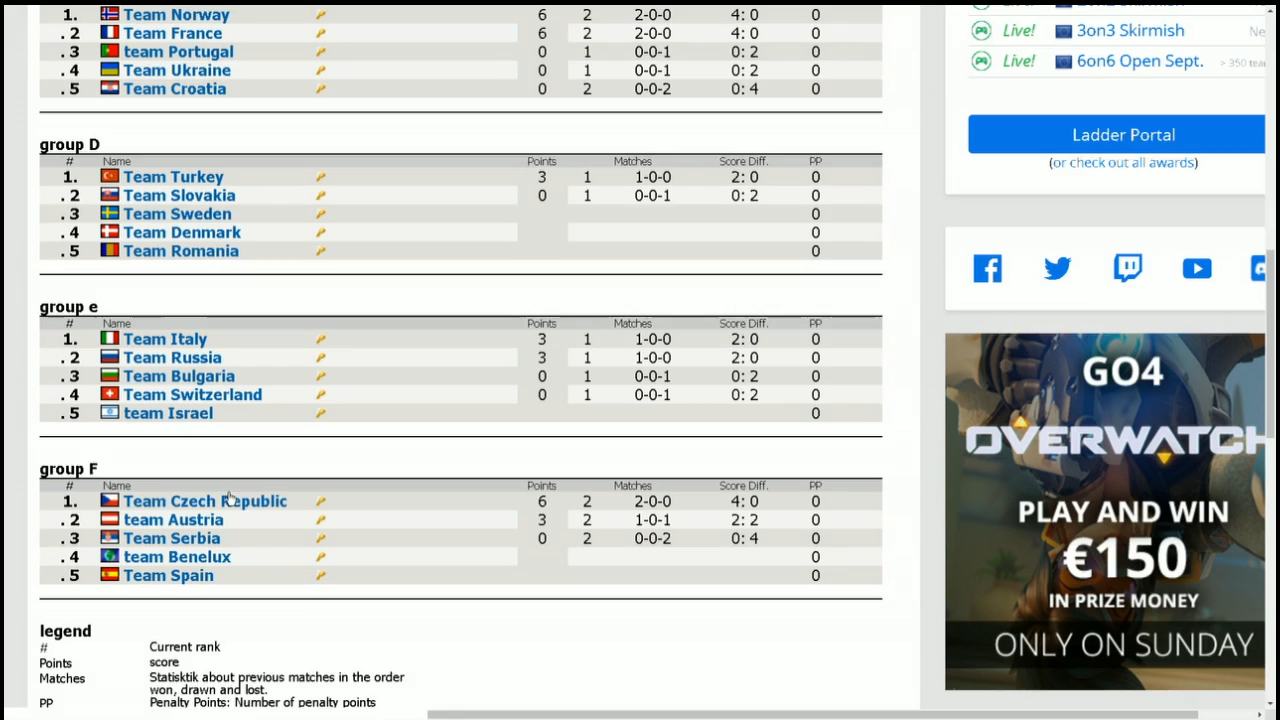 1. Team Norway 6 2 2-0-0 4: 0 0
. 2 Team France 6 2 2-0-0 4: 0 0
. 3 team Portugal 0 1 0-0-1 0: 2 0
. 4 Team Ukraine 0 1 0-0-1 0: 2 0
. 5 Team Croatia 0 2 0-0-2 0: 4 0
group D
# Name Points Matches Score Diff. PP
1. Team Turkey 3 1 1-0-0 2: 0 0
. 2 Team Slovakia 0 1 0-0-1 0: 2 0
. 3 Team Sweden 0
. 4 Team Denmark 0
. 5 Team Romania 0
group e
# Name Points Matches Score Diff. PP
1. Team Italy 3 1 1-0-0 2: 0 0
. 2 Team Russia 3 1 1-0-0 2: 0 0
. 3 Team Bulgaria 0 1 0-0-1 0: 2 0
. 4 Team Switzerland 0 1 0-0-1 0: 2 0
. 5 team Israel 0
group F
# Name Points Matches Score Diff. PP
1. Team Czech Republic 6 2 2-0-0 4: 0 0
. 2 team Austria 3 2 1-0-1 2: 2 0
. 3 Team Serbia 0 2 0-0-2 0: 4 0
. 4 team Benelux 0
. 5 Team Spain 0
legend
# Current rank
Points score
Matches Statisktik about previous matches in the order
won, drawn and lost.
PP Penalty Points: Number of penalty points
Live! 3on3 Skirmish Ne
Live! 6on6 Open Sept. > 350 tea
Ladder Portal
(or check out all awards)
GO4
OVERWATCH
PLAY AND WIN
€150
IN PRIZE MONEY
ONLY ON SUNDAY